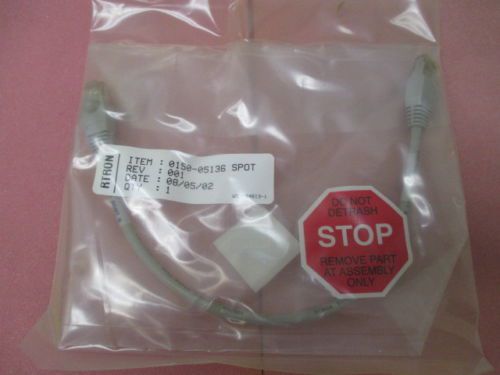 RTRON
ITEM : 0150-05136 SPOT
REV : 001
DATE : 08/05/02
QTY : 1
DO NOT
DETRASH
STOP
REMOVE PART
AT ASSEMBLY
ONLY